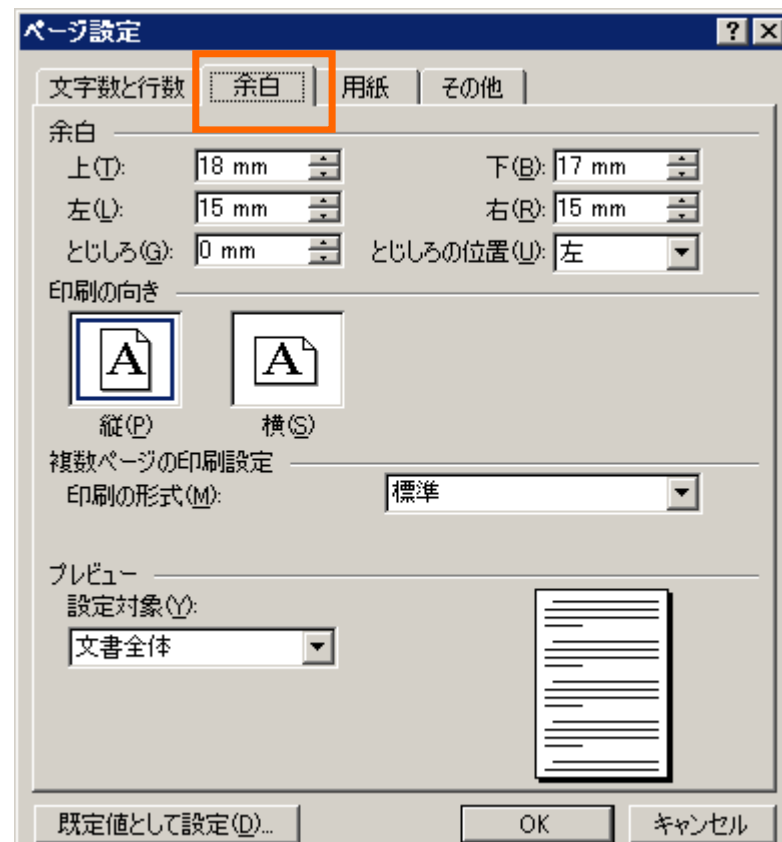 ページ設定
文字数と行数 余白 用紙 その他
余白
上(T): 18 mm 下(B): 17 mm
左(L): 15 mm 右(R): 15 mm
とじしろ(G): 0 mm とじしろの位置(U): 左
印刷の向き
A A
縦(P) 横(S)
複数ページの印刷設定
印刷の形式(M): 標準
プレビュー
設定対象(Y):
文書全体
既定値として設定(D)... OK キャンセル